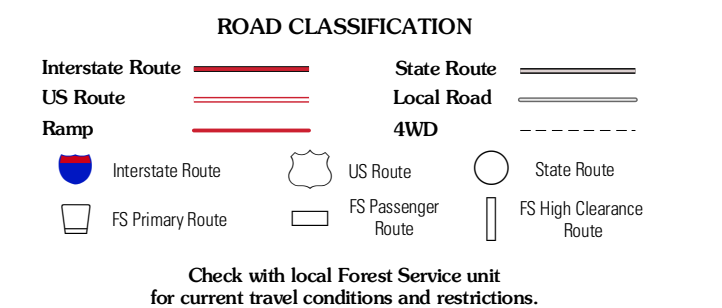 ROAD CLASSIFICATION
Interstate Route
State Route
US Route
Local Road
Ramp
4WD
Interstate Route
US Route
State Route
FS Primary Route
FS Passenger
Route
FS High Clearance
Route
Check with local Forest Service unit
for current travel conditions and restrictions.